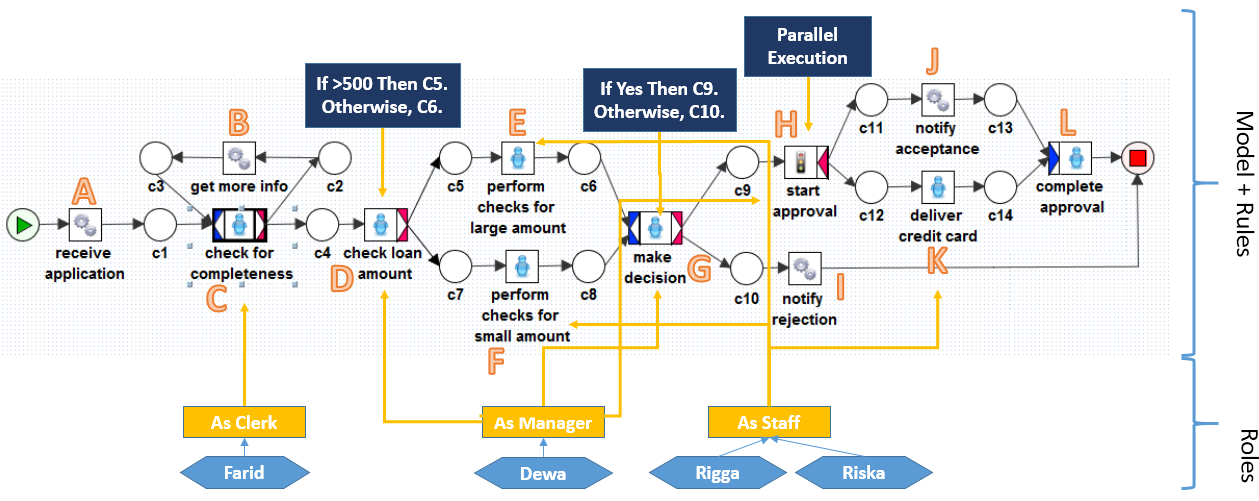 Parallel
Execution
If >500 Then C5.
Otherwise, C6.
If Yes Then C9.
Otherwise, C10.
A
B
C
D
E
F
G
H
I
J
K
L
receive
application
c1
c3
get more info
c2
check for
completeness
c4
check loan
amount
c5
perform
checks for
large amount
c6
c7
perform
checks for
small amount
c8
make
decision
c9
start
approval
c10
notify
rejection
c11
notify
acceptance
c13
c12
deliver
credit card
c14
complete
approval
As Clerk
As Manager
As Staff
Farid
Dewa
Rigga
Riska
Model + Rules
Roles